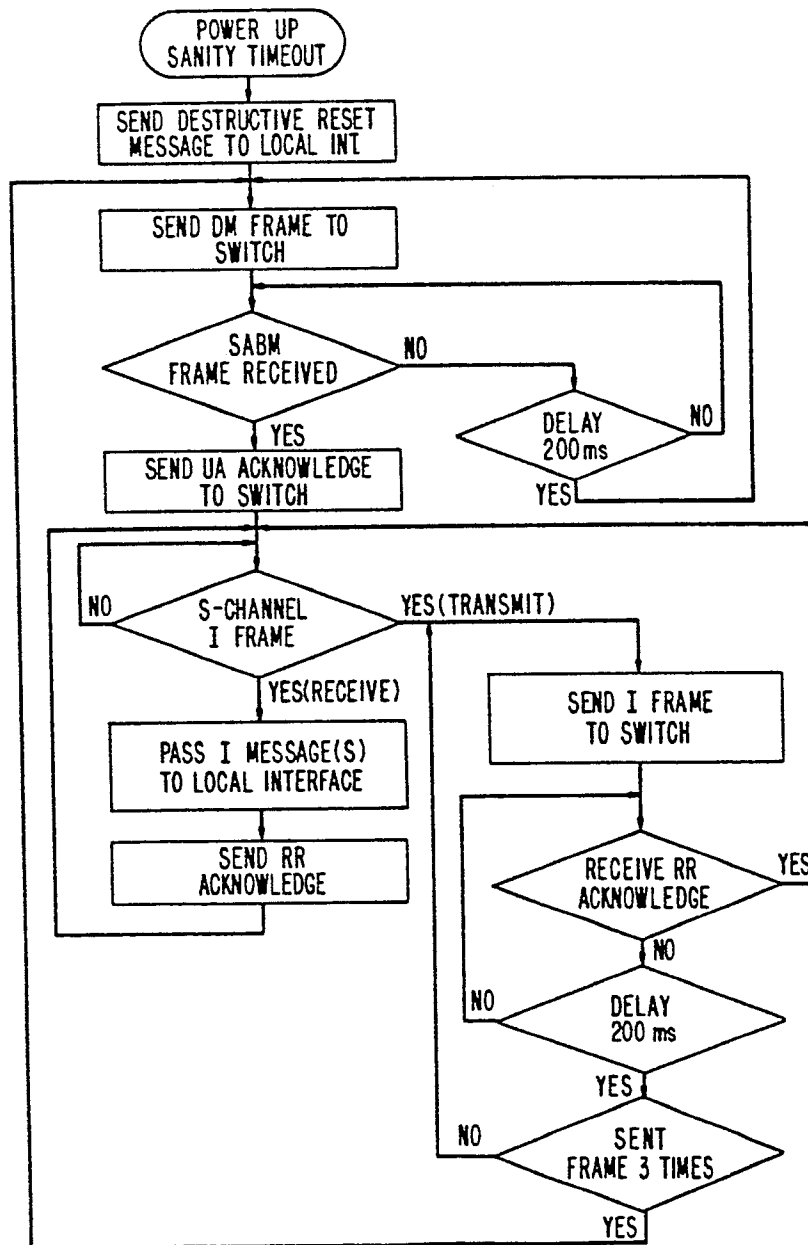 POWER UP
SANITY TIMEOUT
SEND DESTRUCTIVE RESET
MESSAGE TO LOCAL INT.
SEND DM FRAME TO
SWITCH
SABM
FRAME RECEIVED
NO
DELAY
200 ms
NO
YES
YES
SEND UA ACKNOWLEDGE
TO SWITCH
S-CHANNEL
I FRAME
NO
YES(TRANSMIT)
YES(RECEIVE)
SEND I FRAME
TO SWITCH
PASS I MESSAGE(S)
TO LOCAL INTERFACE
SEND RR
ACKNOWLEDGE
RECEIVE RR
ACKNOWLEDGE
YES
NO
DELAY
200 ms
NO
YES
SENT
FRAME 3 TIMES
NO
YES